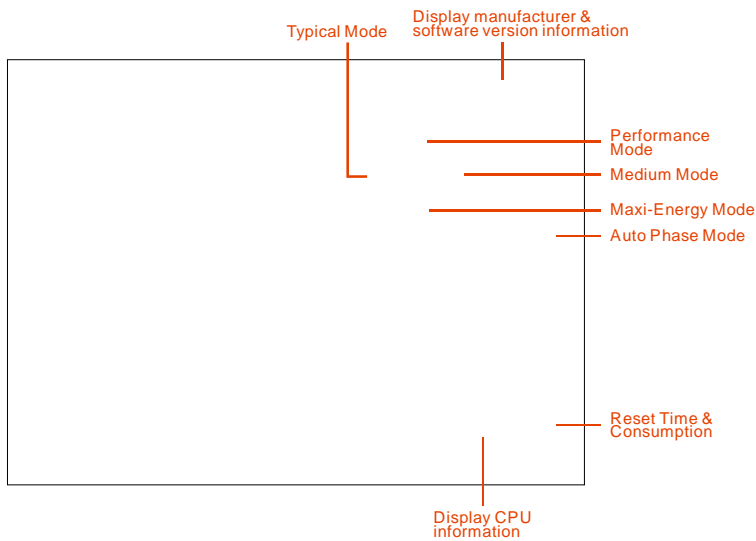 Display manufacturer &
software version information
Typical Mode
Performance
Mode
Medium Mode
Maxi-Energy Mode
Auto Phase Mode
Reset Time &
Consumption
Display CPU
information